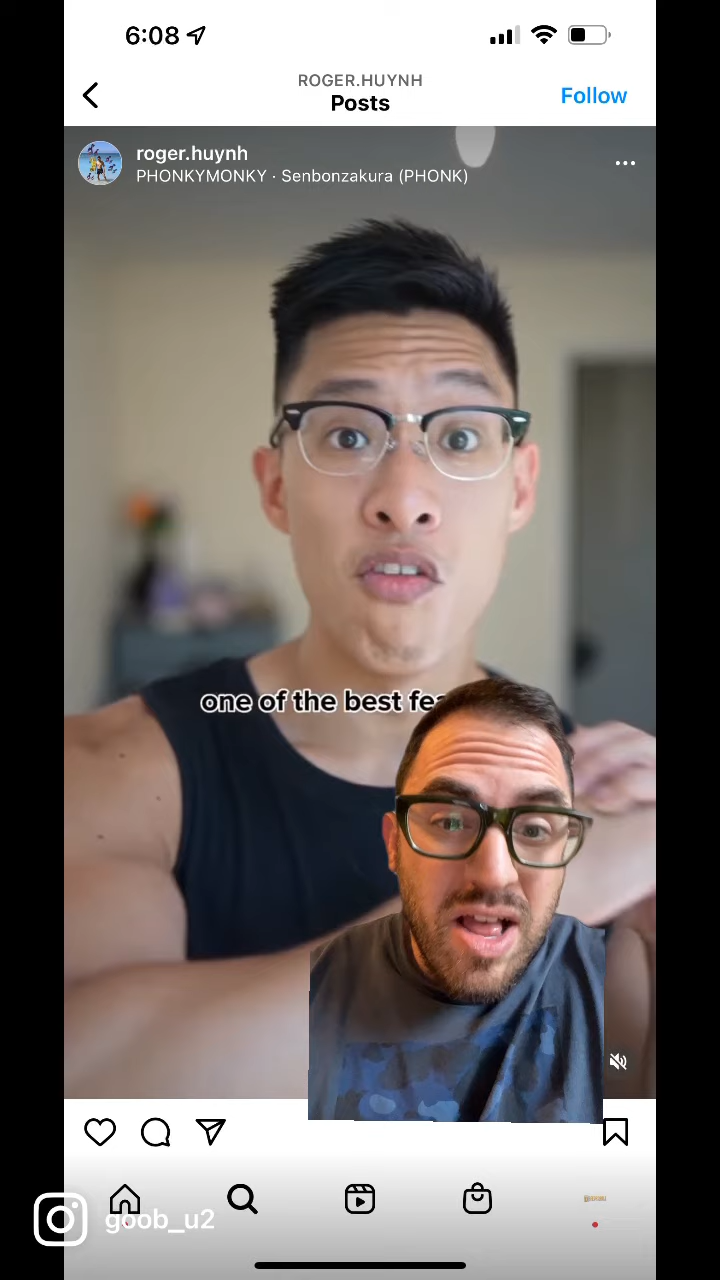 6:08
ROGER.HUYNH
Posts
Follow
roger.huynh
PHONKYMONKY · Senbonzakura (PHONK)
one of the best fea
goob_u2